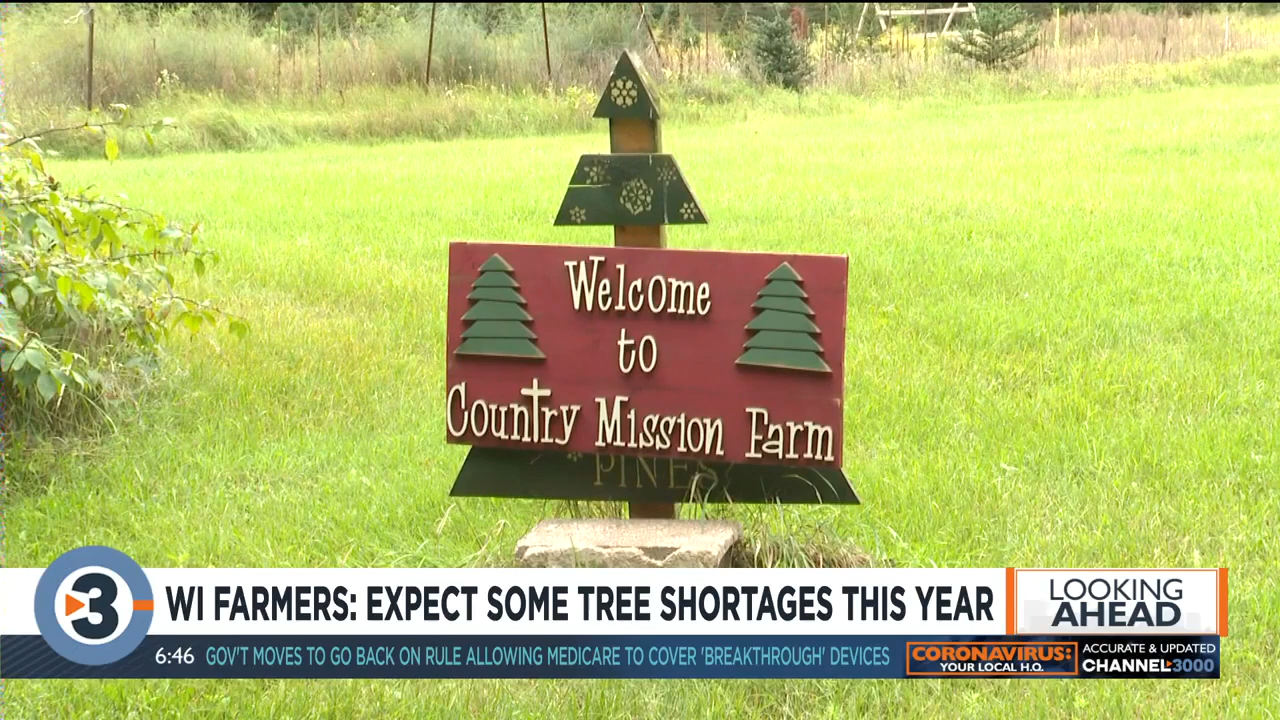 Welcome
to
Country Mission Farm
PINES
3
WI FARMERS: EXPECT SOME TREE SHORTAGES THIS YEAR
LOOKING
AHEAD
6:46 GOV'T MOVES TO GO BACK ON RULE ALLOWING MEDICARE TO COVER 'BREAKTHROUGH' DEVICES
CORONAVIRUS:
YOUR LOCAL H.Q.
ACCURATE & UPDATED
CHANNEL3000